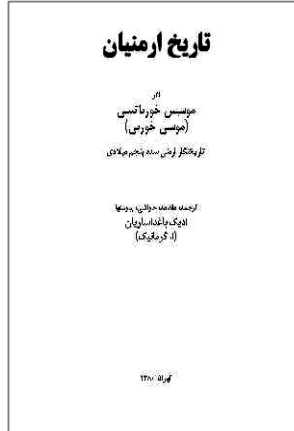 تاریخ ارمنیان
اثر
موسس خورناتسی
(موسی خورنی)
تاریخنگار ارمنی سده پنجم میلادی
ترجمه، مقدمه، حواشی، پیوستها
ادیک باغداساریان
(ا. گرمانیک)
تهران ۱۳۸۰